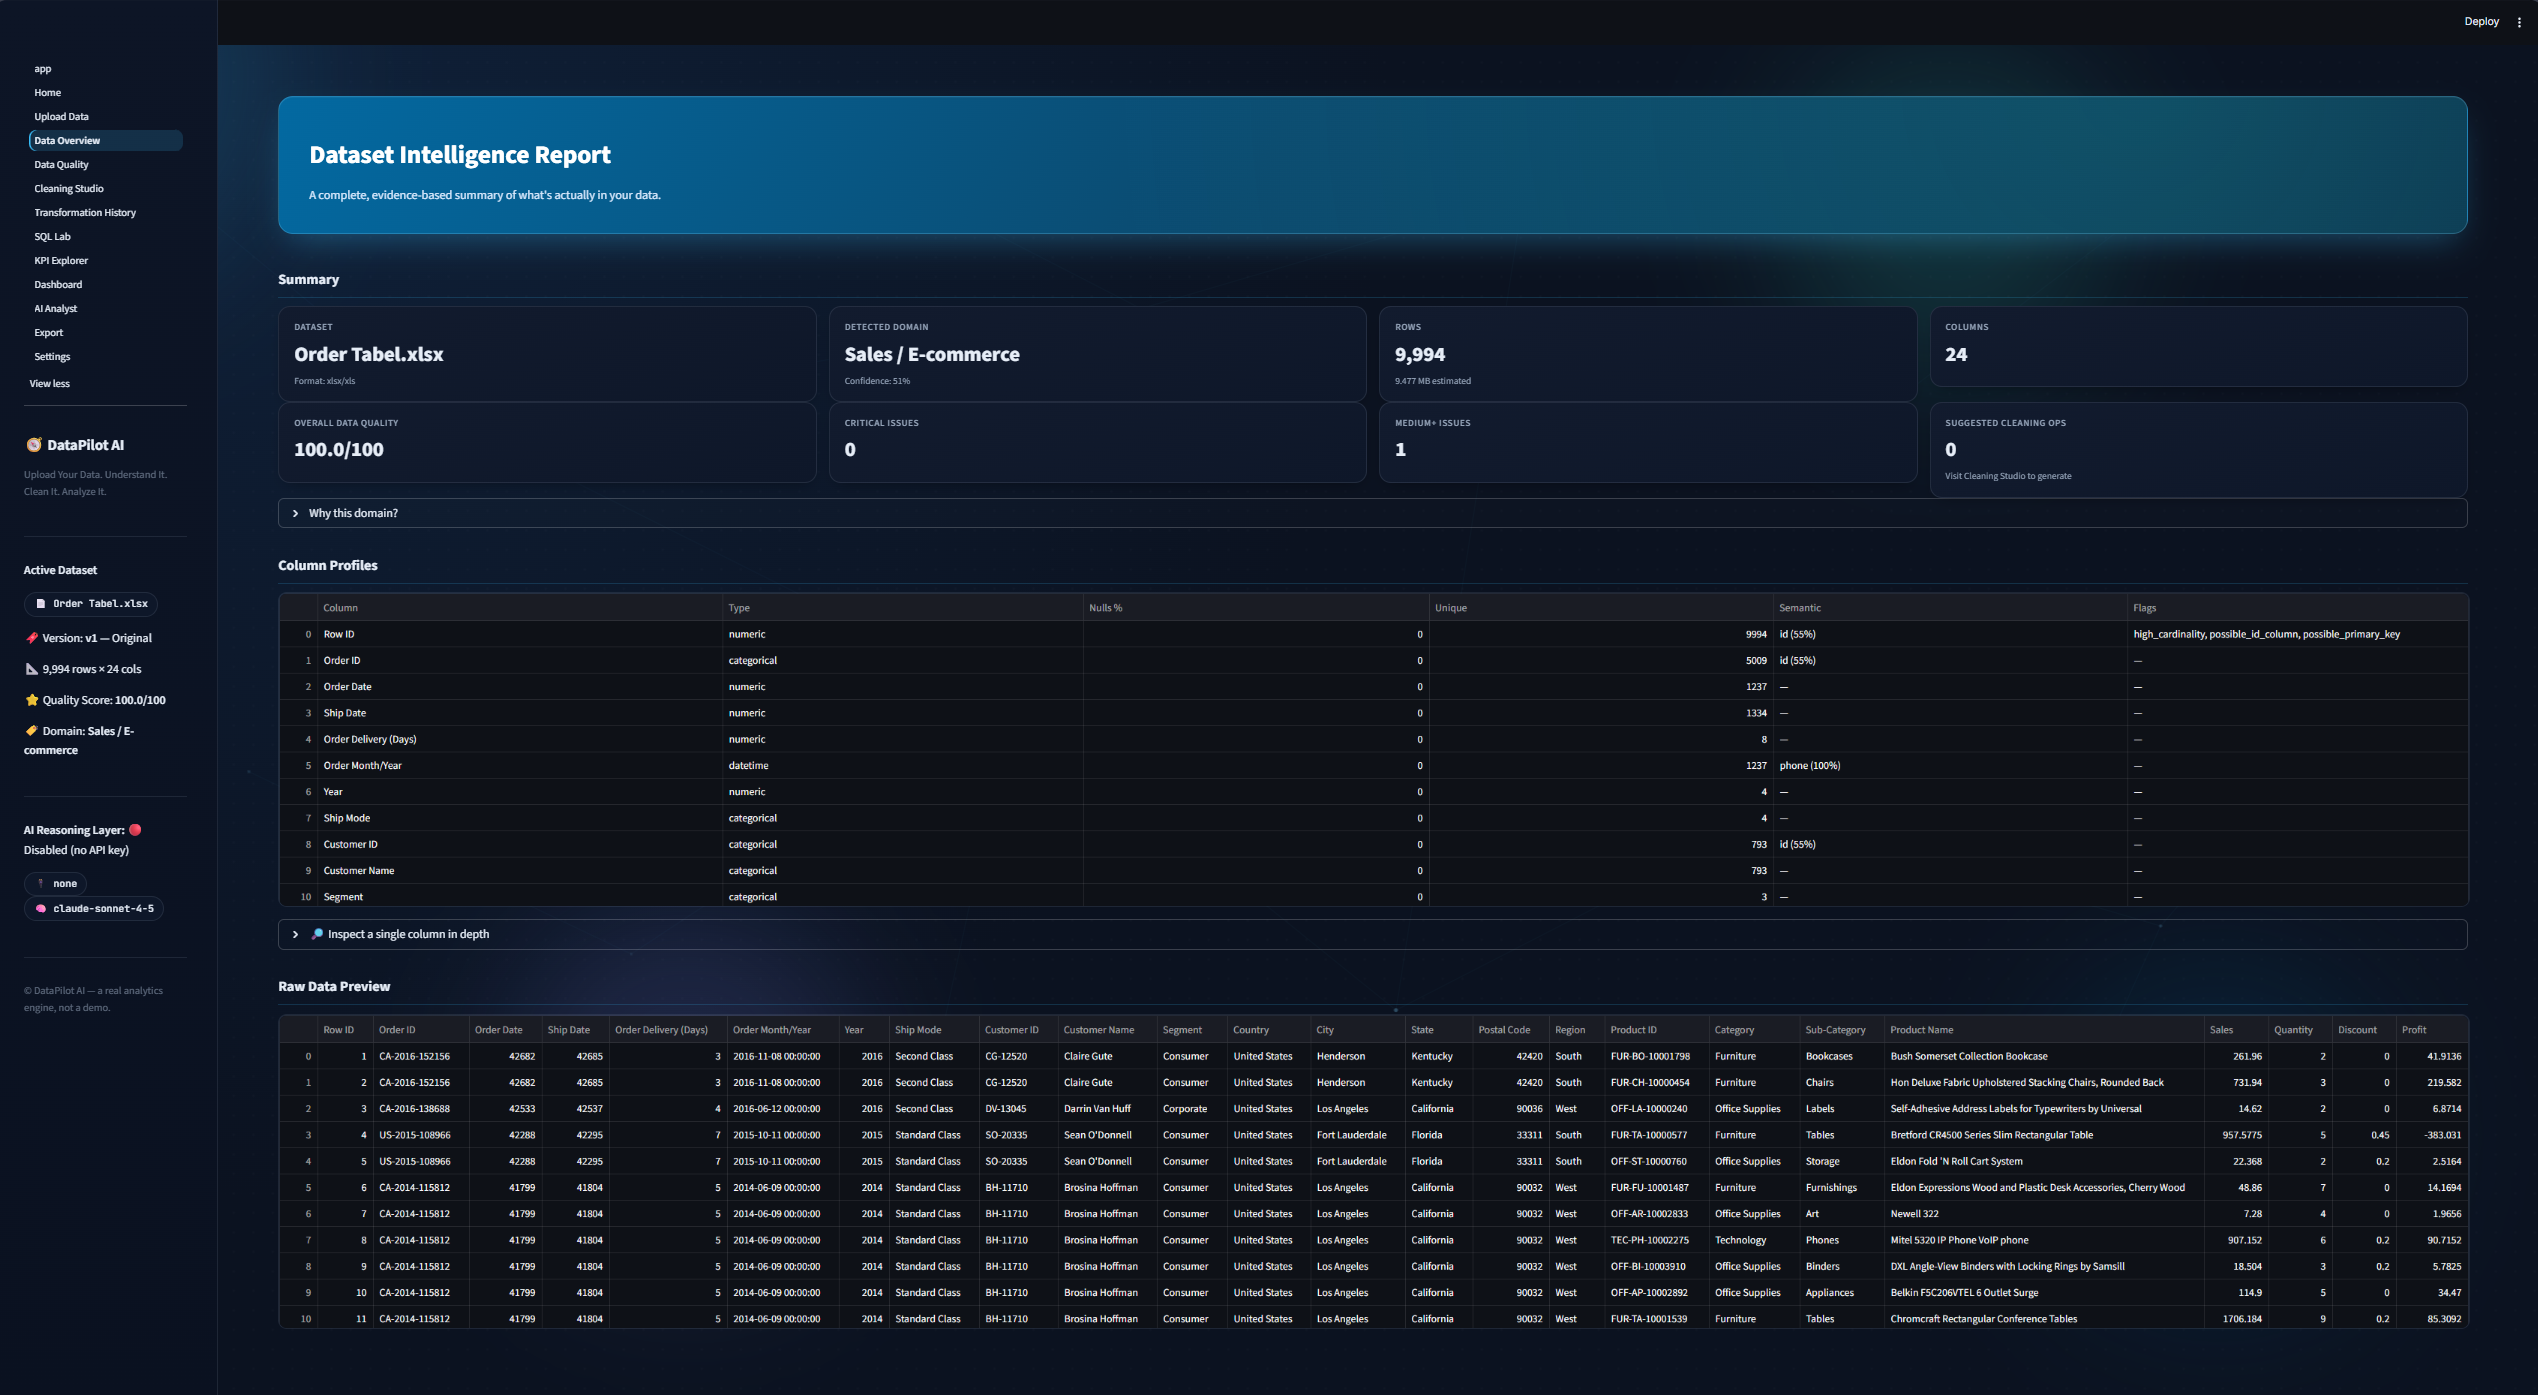 Deploy
app
Home
Upload Data
Data Overview
Data Quality
Cleaning Studio
Transformation History
SQL Lab
KPI Explorer
Dashboard
AI Analyst
Export
Settings
View less
DataPilot AI
Upload Your Data. Understand It.
Clean It. Analyze It.
Active Dataset
Order Tabel.xlsx
Version: v1 — Original
9,994 rows × 24 cols
Quality Score: 100.0/100
Domain: Sales / E-
commerce
AI Reasoning Layer:
Disabled (no API key)
none
claude-sonnet-4-5
© DataPilot AI — a real analytics
engine, not a demo.
Dataset Intelligence Report
A complete, evidence-based summary of what's actually in your data.
Summary
DATASET
Order Tabel.xlsx
Format: xlsx/xls
DETECTED DOMAIN
Sales / E-commerce
Confidence: 51%
ROWS
9,994
9.477 MB estimated
COLUMNS
24
OVERALL DATA QUALITY
100.0/100
CRITICAL ISSUES
0
MEDIUM+ ISSUES
1
SUGGESTED CLEANING OPS
0
Visit Cleaning Studio to generate
Why this domain?
Column Profiles
Column Type Nulls % Unique Semantic Flags
0 Row ID numeric 0 9994 id (55%) high_cardinality, possible_id_column, possible_primary_key
1 Order ID categorical 0 5009 id (55%) —
2 Order Date numeric 0 1237 — —
3 Ship Date numeric 0 1334 — —
4 Order Delivery (Days) numeric 0 8 — —
5 Order Month/Year datetime 0 1237 phone (100%) —
6 Year numeric 0 4 — —
7 Ship Mode categorical 0 4 — —
8 Customer ID categorical 0 793 id (55%) —
9 Customer Name categorical 0 793 — —
10 Segment categorical 0 3 — —
Inspect a single column in depth
Raw Data Preview
Row ID Order ID Order Date Ship Date Order Delivery (Days) Order Month/Year Year Ship Mode Customer ID Customer Name Segment Country City State Postal Code Region Product ID Category Sub-Category Product Name Sales Quantity Discount Profit
0 1 CA-2016-152156 42682 42685 3 2016-11-08 00:00:00 2016 Second Class CG-12520 Claire Gute Consumer United States Henderson Kentucky 42420 South FUR-BO-10001798 Furniture Bookcases Bush Somerset Collection Bookcase 261.96 2 0 41.9136
1 2 CA-2016-152156 42682 42685 3 2016-11-08 00:00:00 2016 Second Class CG-12520 Claire Gute Consumer United States Henderson Kentucky 42420 South FUR-CH-10000454 Furniture Chairs Hon Deluxe Fabric Upholstered Stacking Chairs, Rounded Back 731.94 3 0 219.582
2 3 CA-2016-138688 42533 42537 4 2016-06-12 00:00:00 2016 Second Class DV-13045 Darrin Van Huff Corporate United States Los Angeles California 90036 West OFF-LA-10000240 Office Supplies Labels Self-Adhesive Address Labels for Typewriters by Universal 14.62 2 0 6.8714
3 4 US-2015-108966 42288 42295 7 2015-10-11 00:00:00 2015 Standard Class SO-20335 Sean O'Donnell Consumer United States Fort Lauderdale Florida 33311 South FUR-TA-10000577 Furniture Tables Bretford CR4500 Series Slim Rectangular Table 957.5775 5 0.45 -383.031
4 5 US-2015-108966 42288 42295 7 2015-10-11 00:00:00 2015 Standard Class SO-20335 Sean O'Donnell Consumer United States Fort Lauderdale Florida 33311 South OFF-ST-10000760 Office Supplies Storage Eldon Fold 'N Roll Cart System 22.368 2 0.2 2.5164
5 6 CA-2014-115812 41799 41804 5 2014-06-09 00:00:00 2014 Standard Class BH-11710 Brosina Hoffman Consumer United States Los Angeles California 90032 West FUR-FU-10001487 Furniture Furnishings Eldon Expressions Wood and Plastic Desk Accessories, Cherry Wood 48.86 7 0 14.1694
6 7 CA-2014-115812 41799 41804 5 2014-06-09 00:00:00 2014 Standard Class BH-11710 Brosina Hoffman Consumer United States Los Angeles California 90032 West OFF-AR-10002833 Office Supplies Art Newell 322 7.28 4 0 1.9656
7 8 CA-2014-115812 41799 41804 5 2014-06-09 00:00:00 2014 Standard Class BH-11710 Brosina Hoffman Consumer United States Los Angeles California 90032 West TEC-PH-10002275 Technology Phones Mitel 5320 IP Phone VoIP phone 907.152 6 0.2 90.7152
8 9 CA-2014-115812 41799 41804 5 2014-06-09 00:00:00 2014 Standard Class BH-11710 Brosina Hoffman Consumer United States Los Angeles California 90032 West OFF-BI-10003910 Office Supplies Binders DXL Angle-View Binders with Locking Rings by Samsill 18.504 3 0.2 5.7825
9 10 CA-2014-115812 41799 41804 5 2014-06-09 00:00:00 2014 Standard Class BH-11710 Brosina Hoffman Consumer United States Los Angeles California 90032 West OFF-AP-10002892 Office Supplies Appliances Belkin F5C206VTEL 6 Outlet Surge 114.9 5 0 34.47
10 11 CA-2014-115812 41799 41804 5 2014-06-09 00:00:00 2014 Standard Class BH-11710 Brosina Hoffman Consumer United States Los Angeles California 90032 West FUR-TA-10001539 Furniture Tables Chromcraft Rectangular Conference Tables 1706.184 9 0.2 85.3092